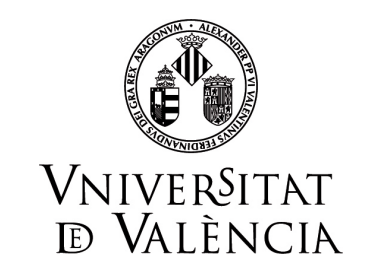 ALEXANDER PP VI VALENTINVS FERDINANDVS DEI GRA REX ARAGONVM
VNIVERSITAT
DE VALÈNCIA